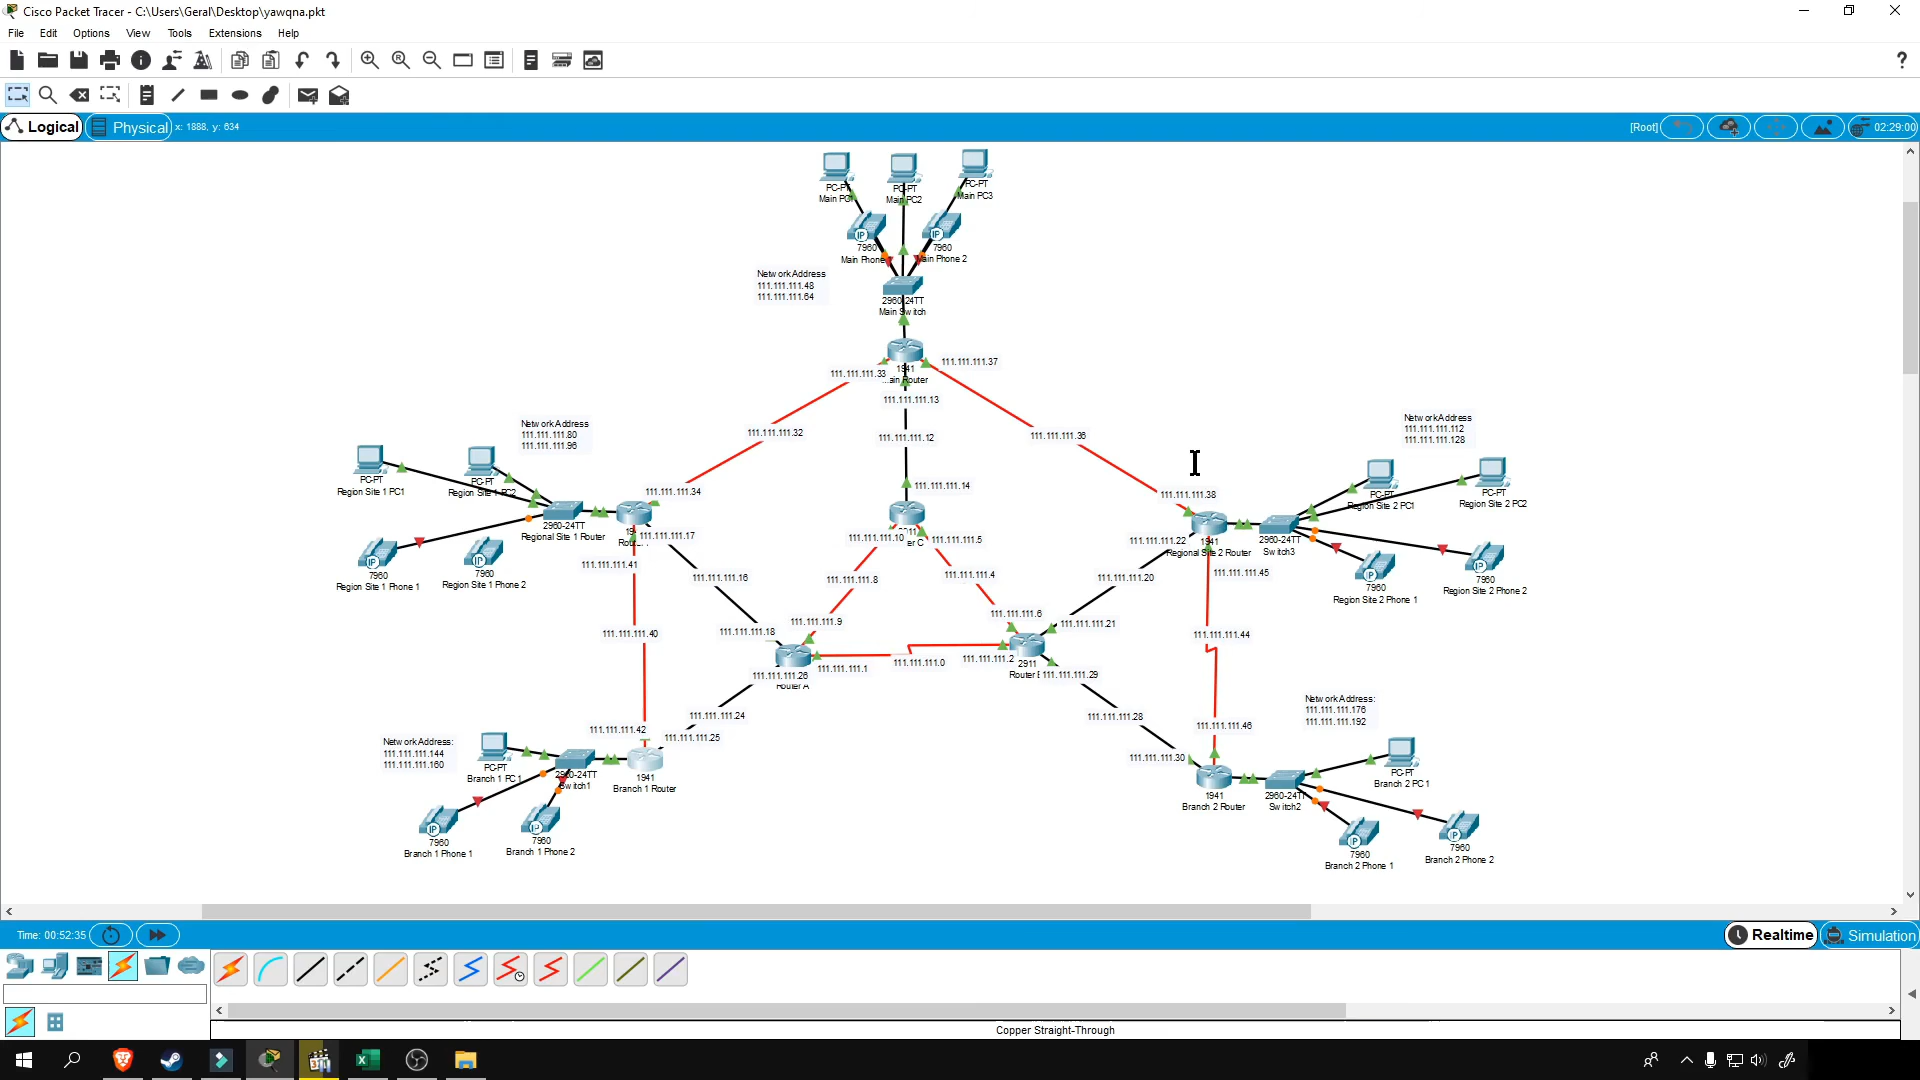 Cisco Packet Tracer - C:\Users\Geral\Desktop\yawqna.pkt
File Edit Options View Tools Extensions Help
Logical Physical x: 1888, y: 634 [Root] 02:29:00
PC-PT
Main PC1
PC-PT
Main PC2
PC-PT
Main PC3
7960
Main Phone
7960
Main Phone 2
Network Address
111.111.111.48
111.111.111.64
2960-24TT
Main Switch
1941
ain Router
111.111.111.37
111.111.111.33
111.111.111.13
111.111.111.32
111.111.111.12
111.111.111.36
Network Address
111.111.111.80
111.111.111.96
Network Address
111.111.111.112
111.111.111.128
PC-PT
Region Site 1 PC1
PC-PT
Region Site 1 PC2
111.111.111.34
111.111.111.14
111.111.111.38
PC-PT
Region Site 2 PC1
PC-PT
Region Site 2 PC2
2960-24TT
Regional Site 1 Router
111.111.111.17
111.111.111.10
er C
111.111.111.5
111.111.111.22
1941
Regional Site 2 Router
2960-24TT
Switch3
7960
Region Site 1 Phone 1
7960
Region Site 1 Phone 2
111.111.111.41
111.111.111.16
111.111.111.8
111.111.111.4
111.111.111.20
111.111.111.45
7960
Region Site 2 Phone 1
7960
Region Site 2 Phone 2
111.111.111.40
111.111.111.18
111.111.111.9
111.111.111.6
111.111.111.21
111.111.111.44
111.111.111.26
Router A
111.111.111.1
111.111.111.0
111.111.111.2
2911
Router
111.111.111.29
111.111.111.24
111.111.111.28
111.111.111.42
111.111.111.25
111.111.111.30
111.111.111.46
Network Address:
111.111.111.176
111.111.111.192
Network Address:
111.111.111.144
111.111.111.160
PC-PT
Branch 1 PC1
2960-24TT
Switch1
1941
Branch 1 Router
1941
Branch 2 Router
2960-24TT
Switch2
PC-PT
Branch 2 PC1
7960
Branch 1 Phone 1
7960
Branch 1 Phone 2
7960
Branch 2 Phone 1
7960
Branch 2 Phone 2
Time: 00:52:35 Realtime Simulation
Copper Straight-Through